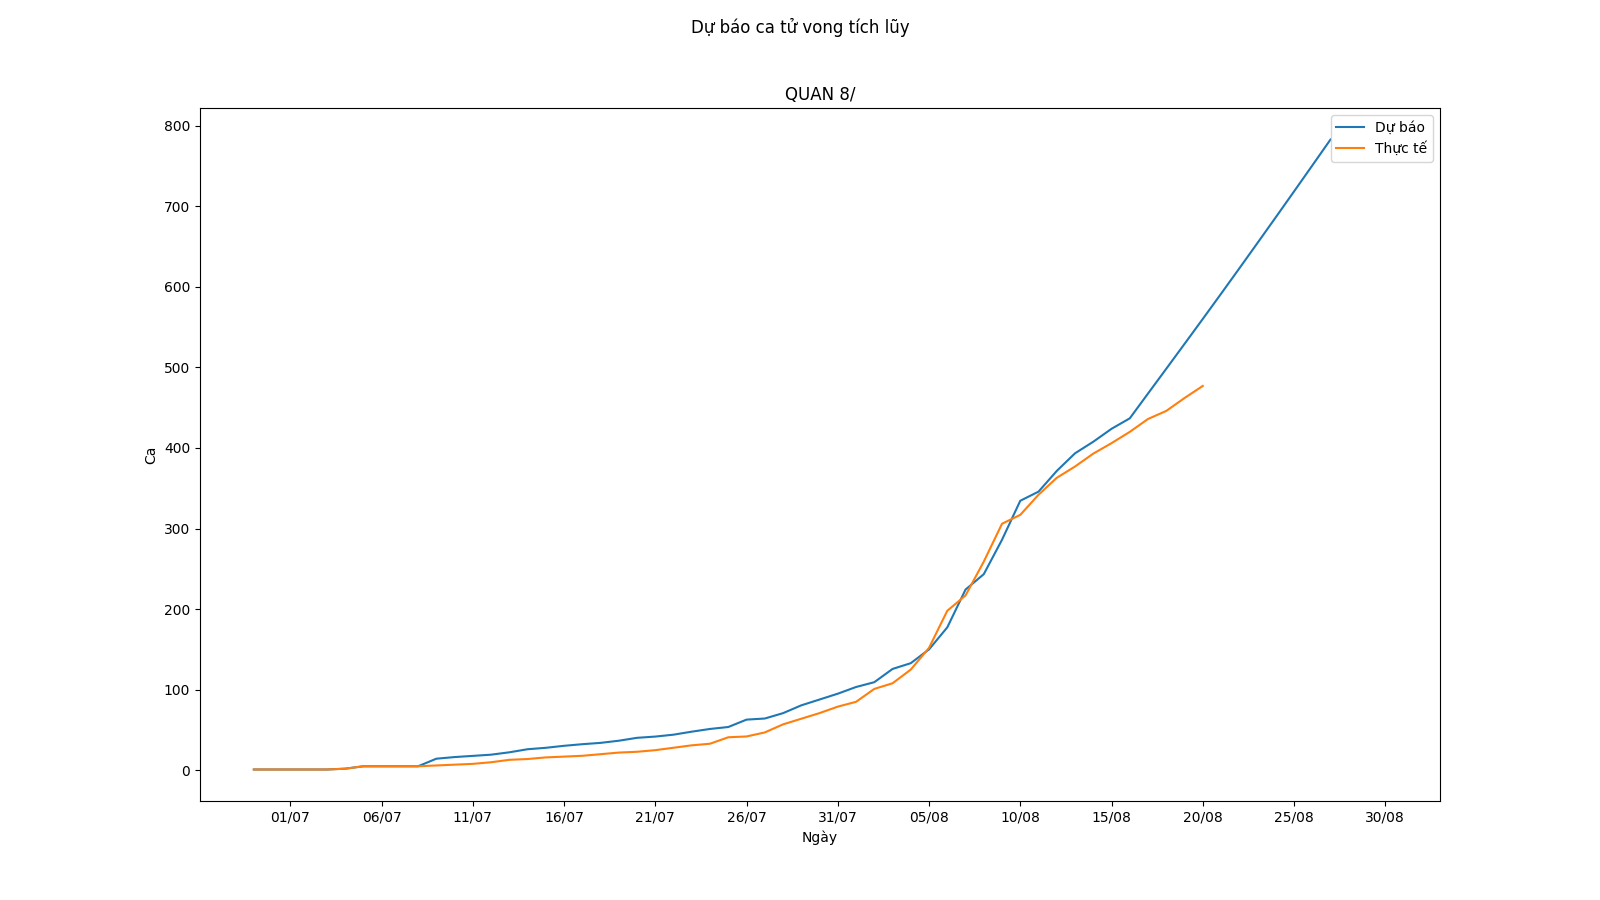 Dự báo ca tử vong tích lũy
QUAN 8/
Dự báo
Thực tế
Ca
800
700
600
500
400
300
200
100
0
01/07 06/07 11/07 16/07 21/07 26/07 31/07 05/08 10/08 15/08 20/08 25/08 30/08
Ngày